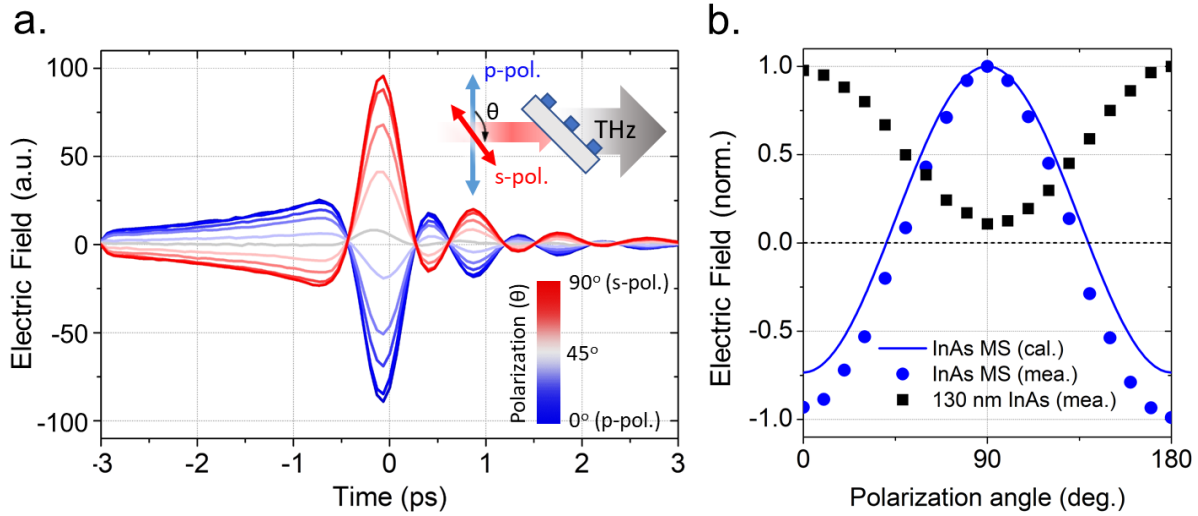 a.
Electric Field (a.u.)
100
50
0
-50
-100
p-pol.
θ
s-pol.
THz
Polarization (θ)
90° (s-pol.)
45°
0° (p-pol.)
-3
-2
-1
0
1
2
3
Time (ps)
b.
Electric Field (norm.)
1.0
0.5
0.0
-0.5
-1.0
InAs MS (cal.)
InAs MS (mea.)
130 nm InAs (mea.)
0
90
180
Polarization angle (deg.)